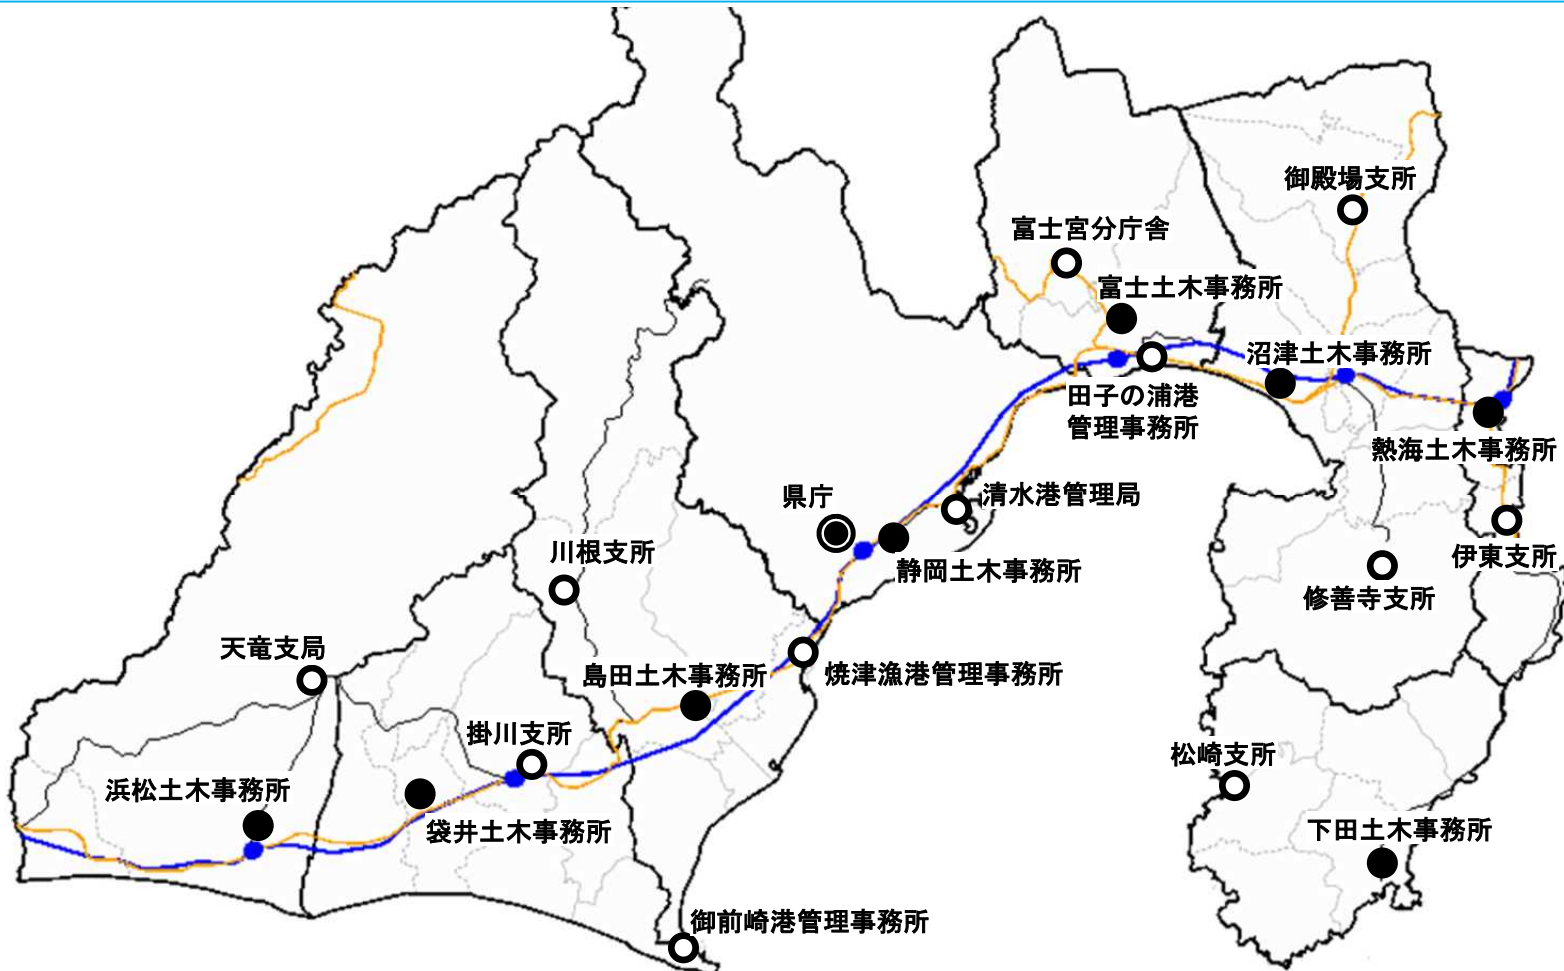 御殿場支所
富士宮分庁舎
富士土木事務所
沼津土木事務所
田子の浦港
管理事務所
熱海土木事務所
県庁
清水港管理局
川根支所
静岡土木事務所
伊東支所
修善寺支所
天竜支局
島田土木事務所
焼津漁港管理事務所
掛川支所
松崎支所
浜松土木事務所
袋井土木事務所
下田土木事務所
御前崎港管理事務所